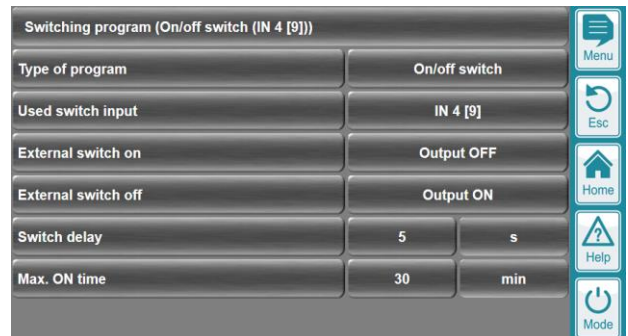 Switching program (On/off switch (IN 4 [9]))
Type of program On/off switch
Used switch input IN 4 [9]
External switch on Output OFF
External switch off Output ON
Switch delay 5 s
Max. ON time 30 min
Menu
Esc
Home
?
Help
Mode